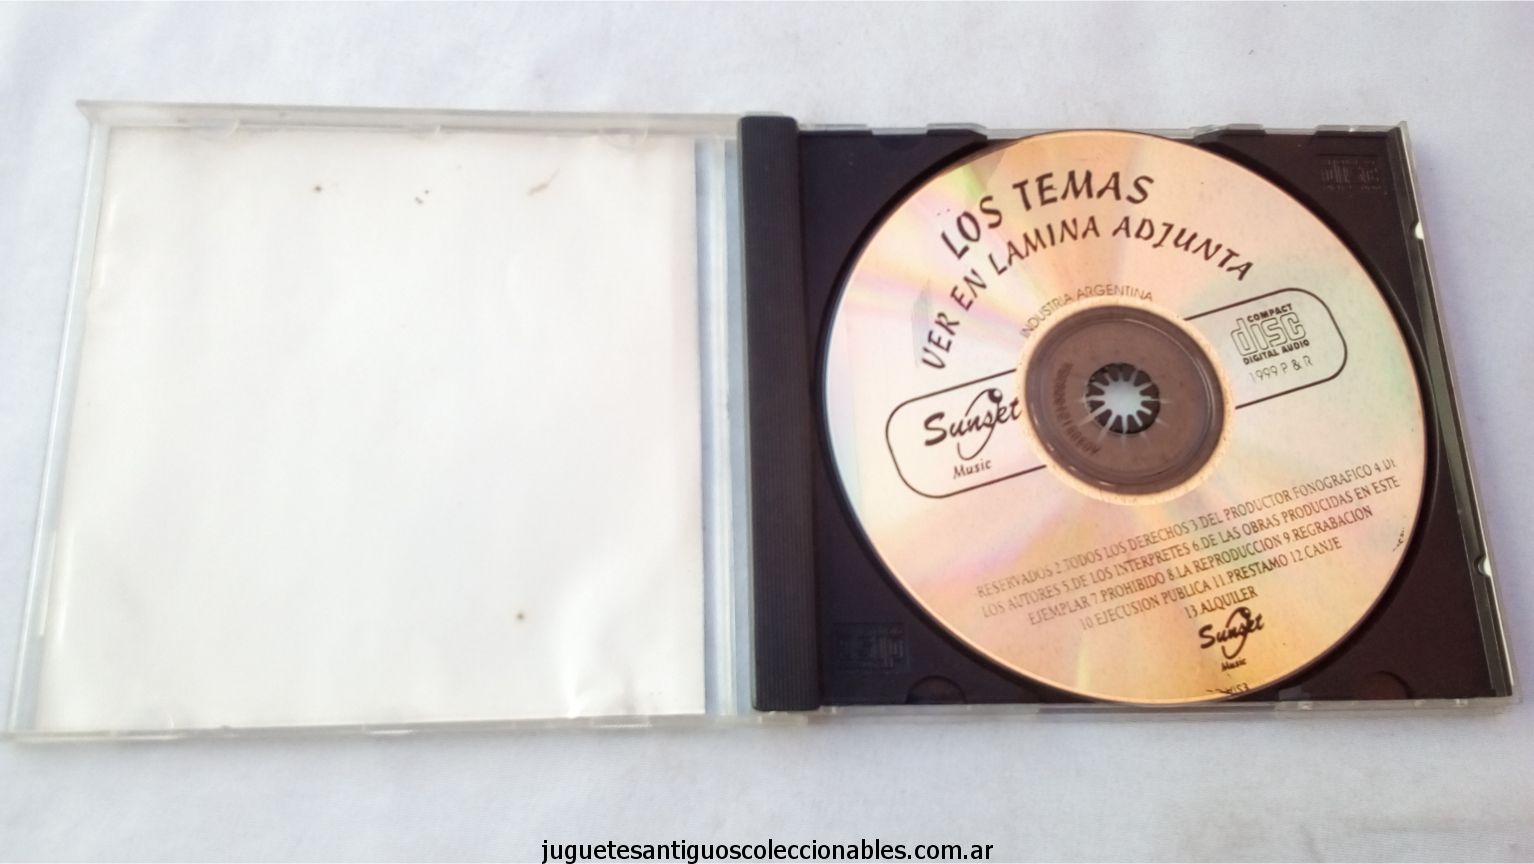 LOS TEMAS
VER EN LAMINA ADJUNTA
INDUSTRIA ARGENTINA
COMPACT
disc
DIGITAL AUDIO
1999 P & R
Sunset
Music
RESERVADOS 2.TODOS LOS DERECHOS 3.DEL PRODUCTOR FONOGRAFICO 4.DE
LOS AUTORES 5.DE LOS INTERPRETES 6.DE LAS OBRAS PRODUCIDAS EN ESTE
EJEMPLAR 7.PROHIBIDO 8.LA REPRODUCCION 9.REGRABACION
10.EJECUSION PUBLICA 11.PRESTAMO 12.CANJE
13.ALQUILER
Sunset
Music
juguetesantiguoscoleccionables.com.ar